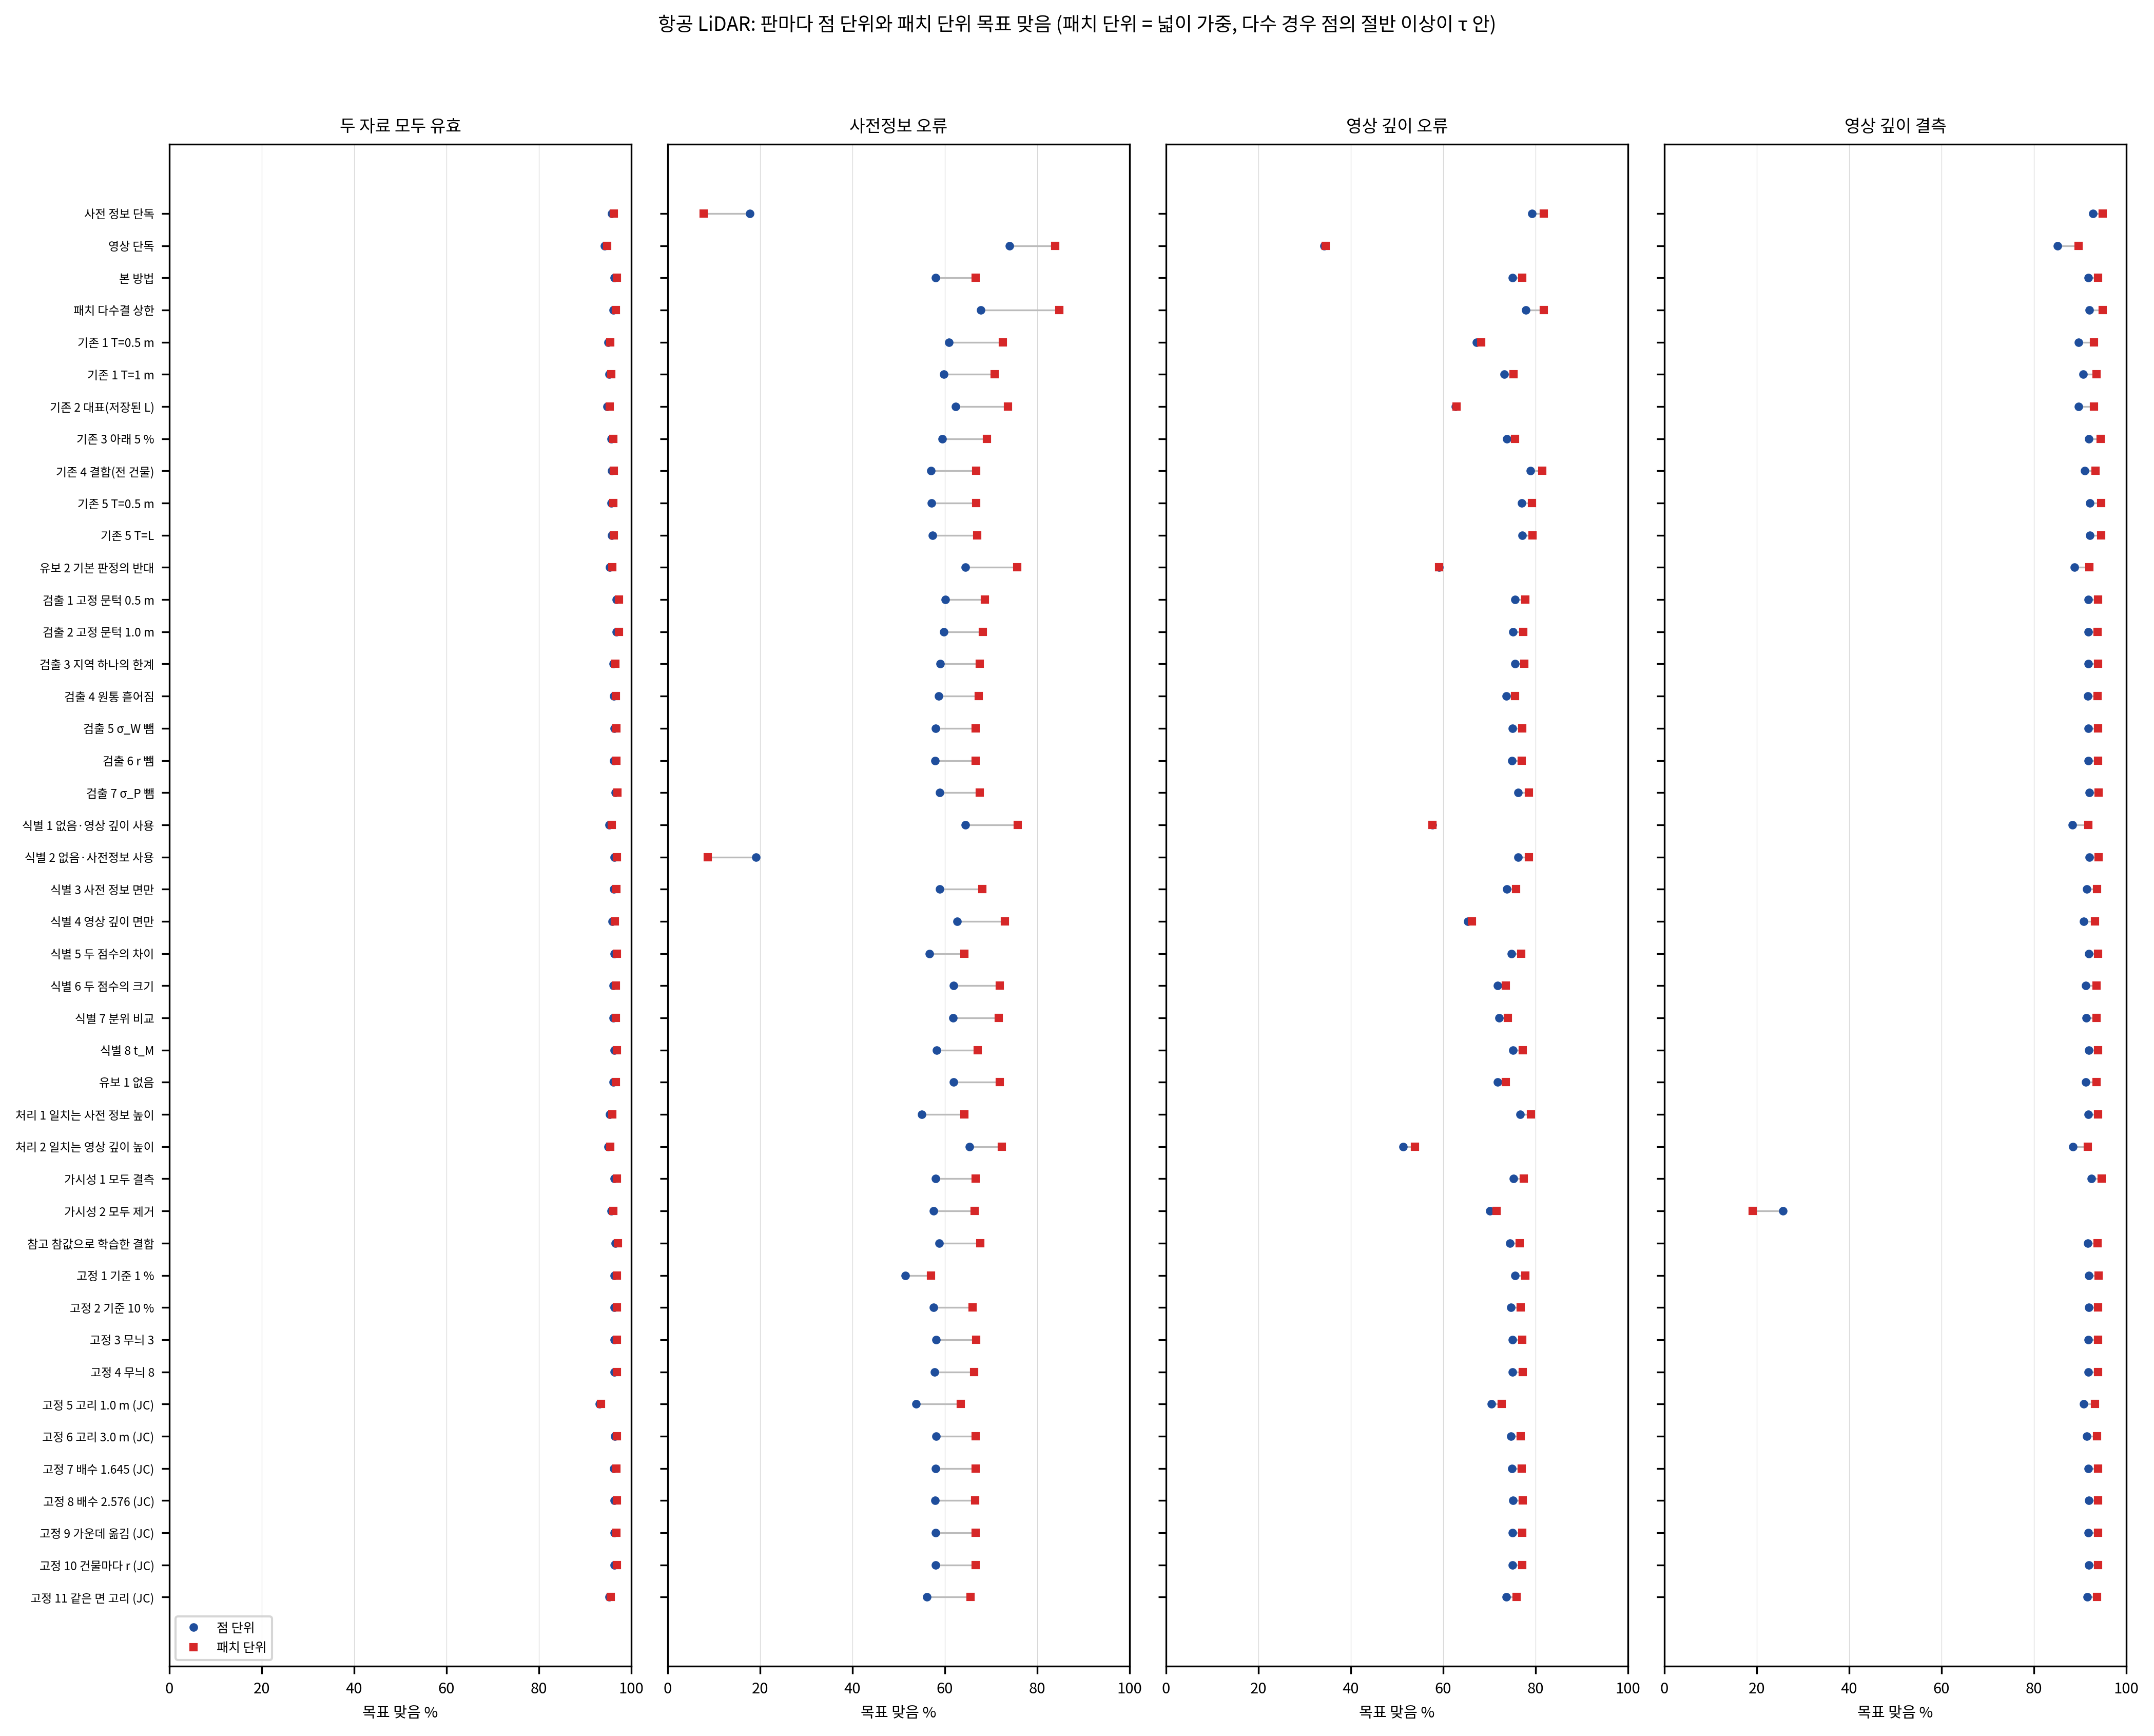 항공 LiDAR: 판마다 점 단위와 패치 단위 목표 맞음 (패치 단위 = 넓이 가중, 다수 경우 점의 절반 이상이 τ 안)
두 자료 모두 유효
사전정보 오류
영상 깊이 오류
영상 깊이 결측
사전 정보 단독
영상 단독
본 방법
패치 다수결 상한
기존 1 T=0.5 m
기존 1 T=1 m
기존 2 대표(저장된 L)
기존 3 아래 5 %
기존 4 결합(전 건물)
기존 5 T=0.5 m
기존 5 T=L
유보 2 기본 판정의 반대
검출 1 고정 문턱 0.5 m
검출 2 고정 문턱 1.0 m
검출 3 지역 하나의 한계
검출 4 원통 흩어짐
검출 5 σ_W 뺌
검출 6 r 뺌
검출 7 σ_P 뺌
식별 1 없음·영상 깊이 사용
식별 2 없음·사전정보 사용
식별 3 사전 정보 면만
식별 4 영상 깊이 면만
식별 5 두 점수의 차이
식별 6 두 점수의 크기
식별 7 분위 비교
식별 8 t_M
유보 1 없음
처리 1 일치는 사전 정보 높이
처리 2 일치는 영상 깊이 높이
가시성 1 모두 결측
가시성 2 모두 제거
참고 참값으로 학습한 결합
고정 1 기준 1 %
고정 2 기준 10 %
고정 3 무늬 3
고정 4 무늬 8
고정 5 고리 1.0 m (JC)
고정 6 고리 3.0 m (JC)
고정 7 배수 1.645 (JC)
고정 8 배수 2.576 (JC)
고정 9 가운데 옮김 (JC)
고정 10 건물마다 r (JC)
고정 11 같은 면 고리 (JC)
점 단위
패치 단위
0 20 40 60 80 100
0 20 40 60 80 100
0 20 40 60 80 100
0 20 40 60 80 100
목표 맞음 %
목표 맞음 %
목표 맞음 %
목표 맞음 %